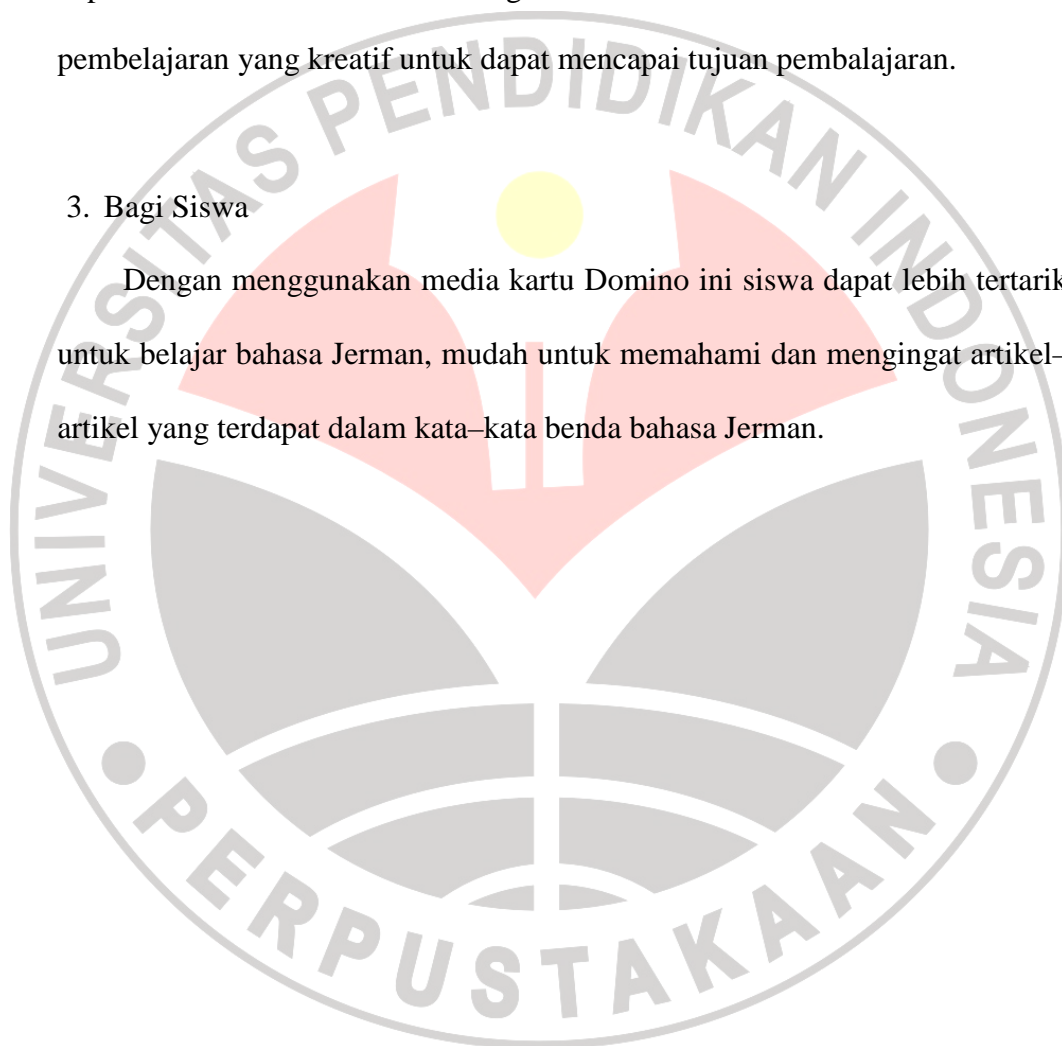 pembelajaran yang kreatif untuk dapat mencapai tujuan pembalajaran.
3. Bagi Siswa
Dengan menggunakan media kartu Domino ini siswa dapat lebih tertarik
untuk belajar bahasa Jerman, mudah untuk memahami dan mengingat artikel–
artikel yang terdapat dalam kata–kata benda bahasa Jerman.
UNIVERSITAS PENDIDIKAN INDONESIA
PERPUSTAKAAN